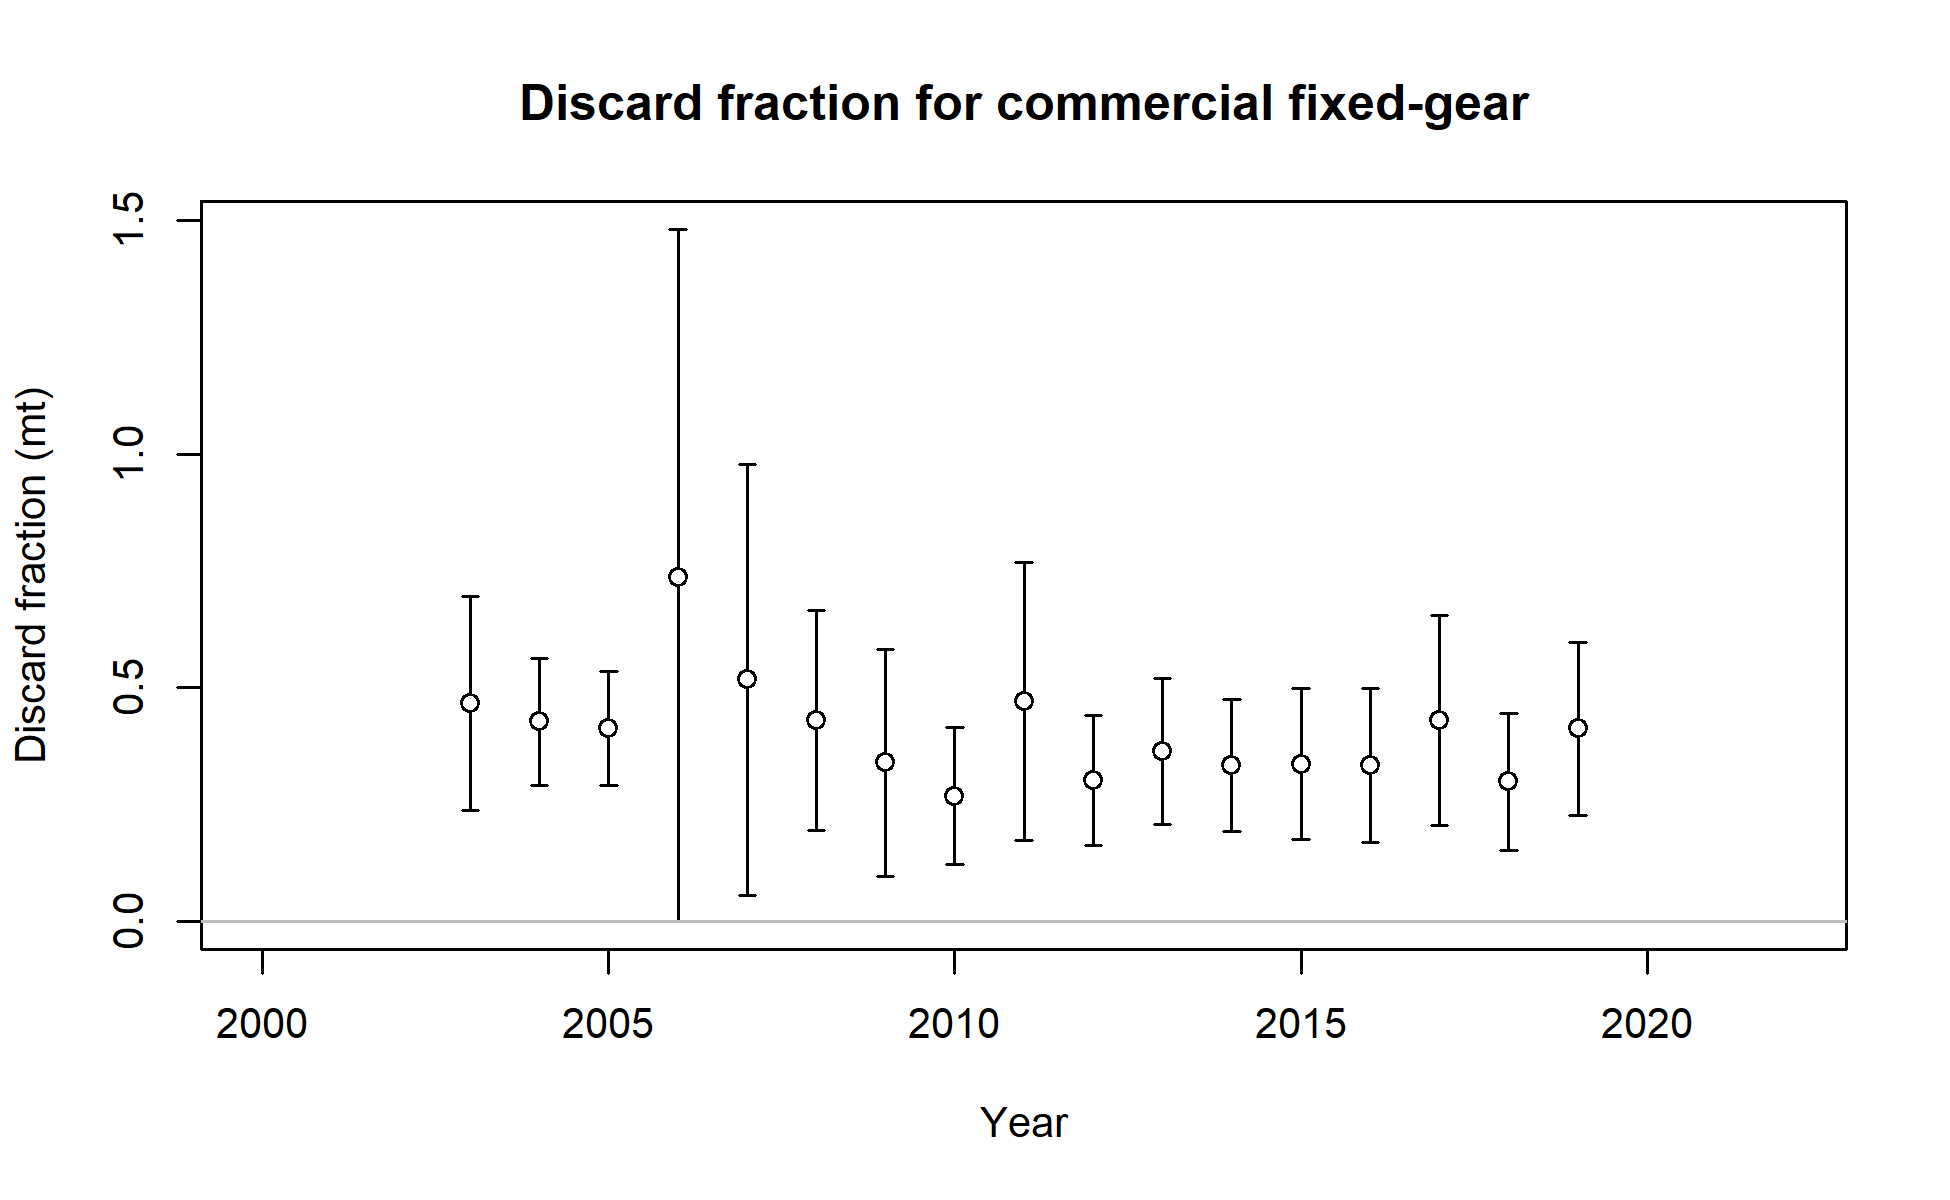 Discard fraction for commercial fixed-gear
Discard fraction (mt)
1.5
1.0
0.5
0.0
2000 2005 2010 2015 2020
Year